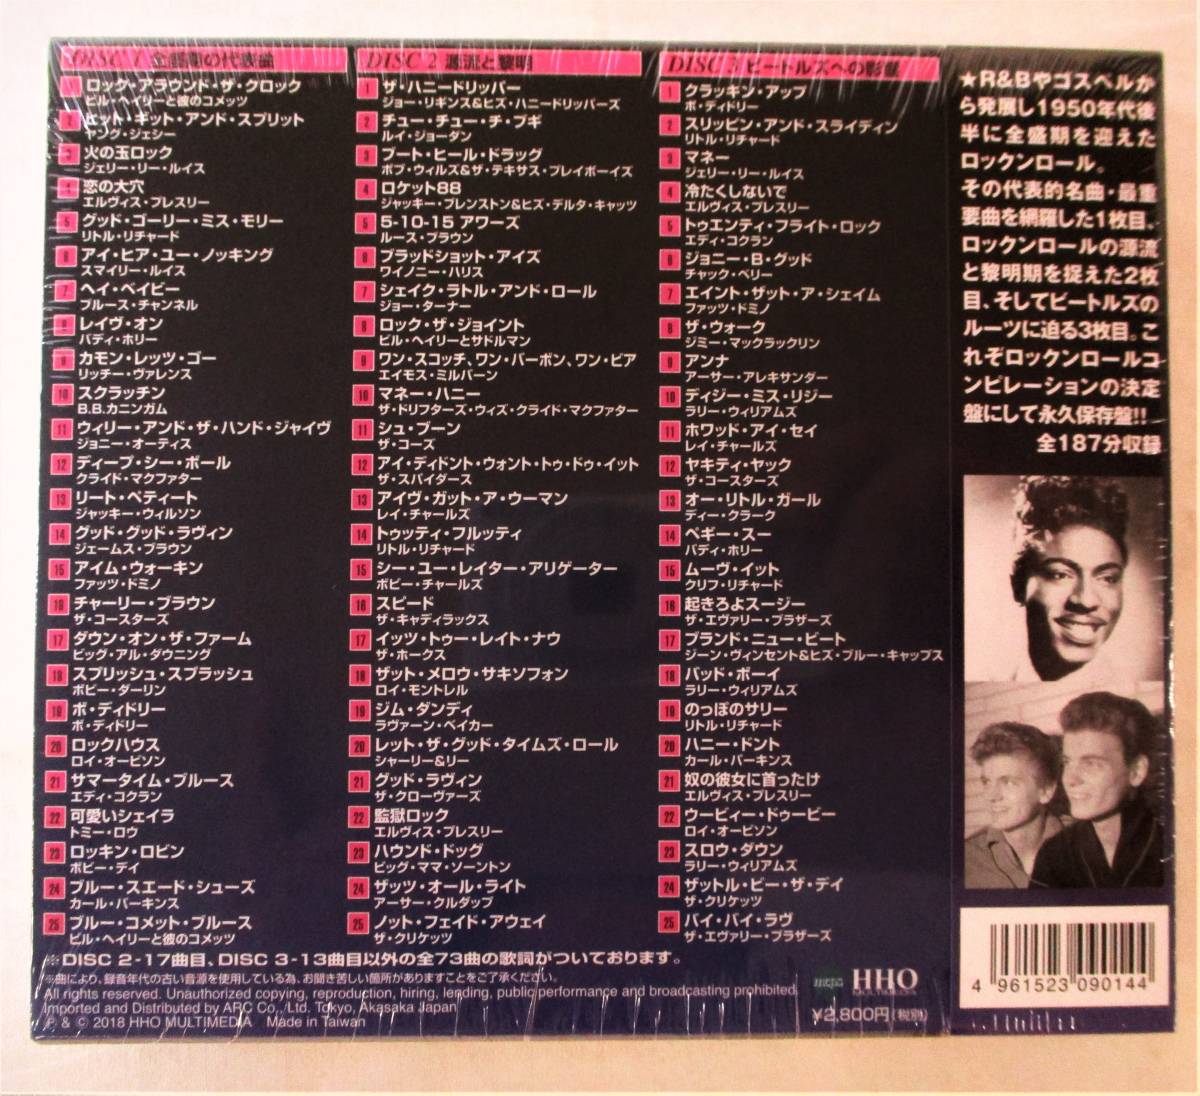 DISC 1 全盛期の代表曲
1 ロック・アラウンド・ザ・クロック
ビル・ヘイリーと彼のコメッツ
2 ヒット・ギット・アンド・スプリット
ヤング・ジェシー
3 火の玉ロック
ジェリー・リー・ルイス
4 恋の大穴
エルヴィス・プレスリー
5 グッド・ゴーリー・ミス・モリー
リトル・リチャード
6 アイ・ヒア・ユー・ノッキング
スマイリー・ルイス
7 ヘイ・ベイビー
ブルース・チャンネル
8 レイヴ・オン
バディ・ホリー
9 カモン・レッツ・ゴー
リッチー・ヴァレンス
10 スクラッチン
B.B.カニンガム
11 ウィリー・アンド・ザ・ハンド・ジャイヴ
ジョニー・オーティス
12 ディープ・シー・ボール
クライド・マクファター
13 リート・ペティート
ジャッキー・ウィルソン
14 グッド・グッド・ラヴィン
ジェームス・ブラウン
15 アイム・ウォーキン
ファッツ・ドミノ
16 チャーリー・ブラウン
ザ・コースターズ
17 ダウン・オン・ザ・ファーム
ビッグ・アル・ダウニング
18 スプリッシュ・スプラッシュ
ボビー・ダーリン
19 ボ・ディドリー
ボ・ディドリー
20 ロックハウス
ロイ・オービソン
21 サマータイム・ブルース
エディ・コクラン
22 可愛いシェイラ
トミー・ロウ
23 ロッキン・ロビン
ボビー・デイ
24 ブルー・スエード・シューズ
カール・パーキンス
25 ブルー・コメット・ブルース
ビル・ヘイリーと彼のコメッツ
DISC 2 源流と黎明
1 ザ・ハニードリッパー
ジョー・リギンス&ヒズ・ハニードリッパーズ
2 チュー・チュー・チ・ブギ
ルイ・ジョーダン
3 ブート・ヒール・ドラッグ
ボブ・ウィルズ&ザ・テキサス・プレイボーイズ
4 ロケット88
ジャッキー・ブレンストン&ヒズ・デルタ・キャッツ
5 5-10-15 アワーズ
ルース・ブラウン
6 ブラッドショット・アイズ
ワイノニー・ハリス
7 シェイク・ラトル・アンド・ロール
ジョー・ターナー
8 ロック・ザ・ジョイント
ビル・ヘイリーとサドルマン
9 ワン・スコッチ、ワン・バーボン、ワン・ビア
エイモス・ミルバーン
10 マネー・ハニー
ザ・ドリフターズ・ウィズ・クライド・マクファター
11 シュ・ブーン
ザ・コーズ
12 アイ・ディドント・ウォント・トゥ・ドゥ・イット
ザ・スパイダース
13 アイヴ・ガット・ア・ウーマン
レイ・チャールズ
14 トゥッティ・フルッティ
リトル・リチャード
15 シー・ユー・レイター・アリゲーター
ボビー・チャールズ
16 スピード
ザ・キャディラックス
17 イッツ・トゥー・レイト・ナウ
ザ・ホークス
18 ザット・メロウ・サキソフォン
ロイ・モントレル
19 ジム・ダンディ
ラヴァーン・ベイカー
20 レット・ザ・グッド・タイムズ・ロール
シャーリー&リー
21 グッド・ラヴィン
ザ・クローヴァーズ
22 監獄ロック
エルヴィス・プレスリー
23 ハウンド・ドッグ
ビッグ・ママ・ソーントン
24 ザッツ・オール・ライト
アーサー・クルダップ
25 ノット・フェイド・アウェイ
ザ・クリケッツ
DISC 3 ビートルズへの影響
1 クラッキン・アップ
ボ・ディドリー
2 スリッピン・アンド・スライディン
リトル・リチャード
3 マネー
ジェリー・リー・ルイス
4 冷たくしないで
エルヴィス・プレスリー
5 トゥエンティ・フライト・ロック
エディ・コクラン
6 ジョニー・B・グッド
チャック・ベリー
7 エイント・ザット・ア・シェイム
ファッツ・ドミノ
8 ザ・ウォーク
ジミー・マックラックリン
9 アンナ
アーサー・アレキサンダー
10 ディジー・ミス・リジー
ラリー・ウィリアムズ
11 ホワッド・アイ・セイ
レイ・チャールズ
12 ヤキティ・ヤック
ザ・コースターズ
13 オー・リトル・ガール
ディー・クラーク
14 ペギー・スー
バディ・ホリー
15 ムーヴ・イット
クリフ・リチャード
16 起きろよスージー
ザ・エヴァリー・ブラザーズ
17 ブランド・ニュー・ビート
ジーン・ヴィンセント&ヒズ・ブルー・キャップス
18 バッド・ボーイ
ラリー・ウィリアムズ
19 のっぽのサリー
リトル・リチャード
20 ハニー・ドント
カール・パーキンス
21 奴の彼女に首ったけ
エルヴィス・プレスリー
22 ウービィー・ドゥービー
ロイ・オービソン
23 スロウ・ダウン
ラリー・ウィリアムズ
24 ザットル・ビー・ザ・デイ
ザ・クリケッツ
25 バイ・バイ・ラヴ
ザ・エヴァリー・ブラザーズ
※DISC 2-17曲目、DISC 3-13曲目以外の全73曲の歌詞がついております。
※曲により、録音年代の古い音源を使用している為、お聞き苦しい箇所がありますことをご了承ください。
All rights reserved. Unauthorized copying, reproduction, hiring, lending, public performance and broadcasting prohibited.
Imported and Distributed by ARC Co., Ltd. Tokyo, Akasaka Japan
℗ & © 2018 HHO MULTIMEDIA Made in Taiwan
HHO
¥2,800円(税別)
★R&Bやゴスペルか
ら発展し1950年代後
半に全盛期を迎えた
ロックンロール。
その代表的名曲・最重
要曲を網羅した1枚目。
ロックンロールの源流
と黎明期を捉えた2枚
目、そしてビートルズの
ルーツに迫る3枚目。こ
れぞロックンロールコ
ンピレーションの決定
盤にして永久保存盤!!
全187分収録
4 961523 090144